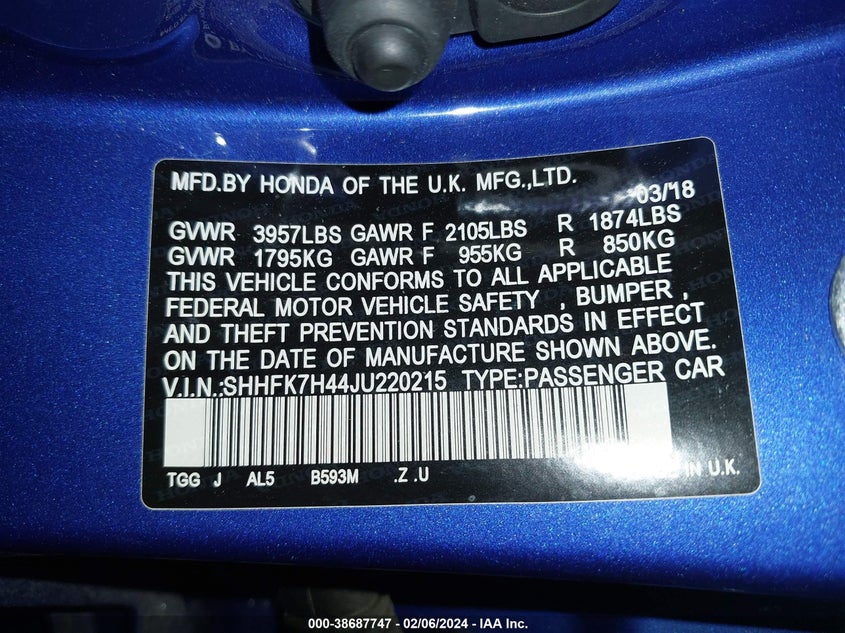 MFD.BY HONDA OF THE U.K. MFG.,LTD.
03/18
GVWR 3957LBS GAWR F 2105LBS R 1874LBS
GVWR 1795KG GAWR F 955KG R 850KG
THIS VEHICLE CONFORMS TO ALL APPLICABLE
FEDERAL MOTOR VEHICLE SAFETY , BUMPER ,
AND THEFT PREVENTION STANDARDS IN EFFECT
ON THE DATE OF MANUFACTURE SHOWN ABOVE.
V.I.N.:SHHFK7H44JU220215 TYPE:PASSENGER CAR
TGG J AL5 B593M .Z .U IN U.K.
000-38687747 — 02/06/2024 — IAA Inc.